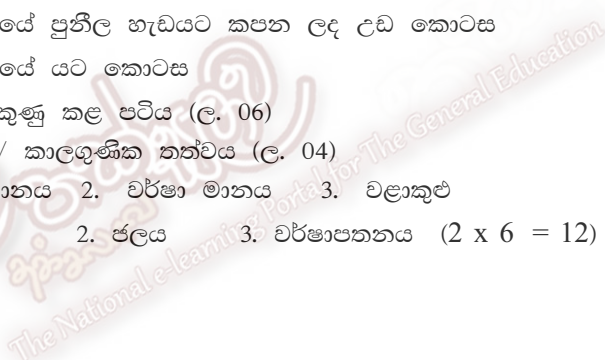 යේ පුනීල හැඩයට කපන ලද උඩ කොටස
යේ යට කොටස
කුණු කළ පටිය (ල. 06)
/ කාලගුණික තත්වය (ල. 04)
මානය 2. වර්ෂා මානය 3. වළාකුළු
2. ජලය 3. වර්ෂාපතනය (2 x 6 = 12)
The National e-learning Portal for The General Education